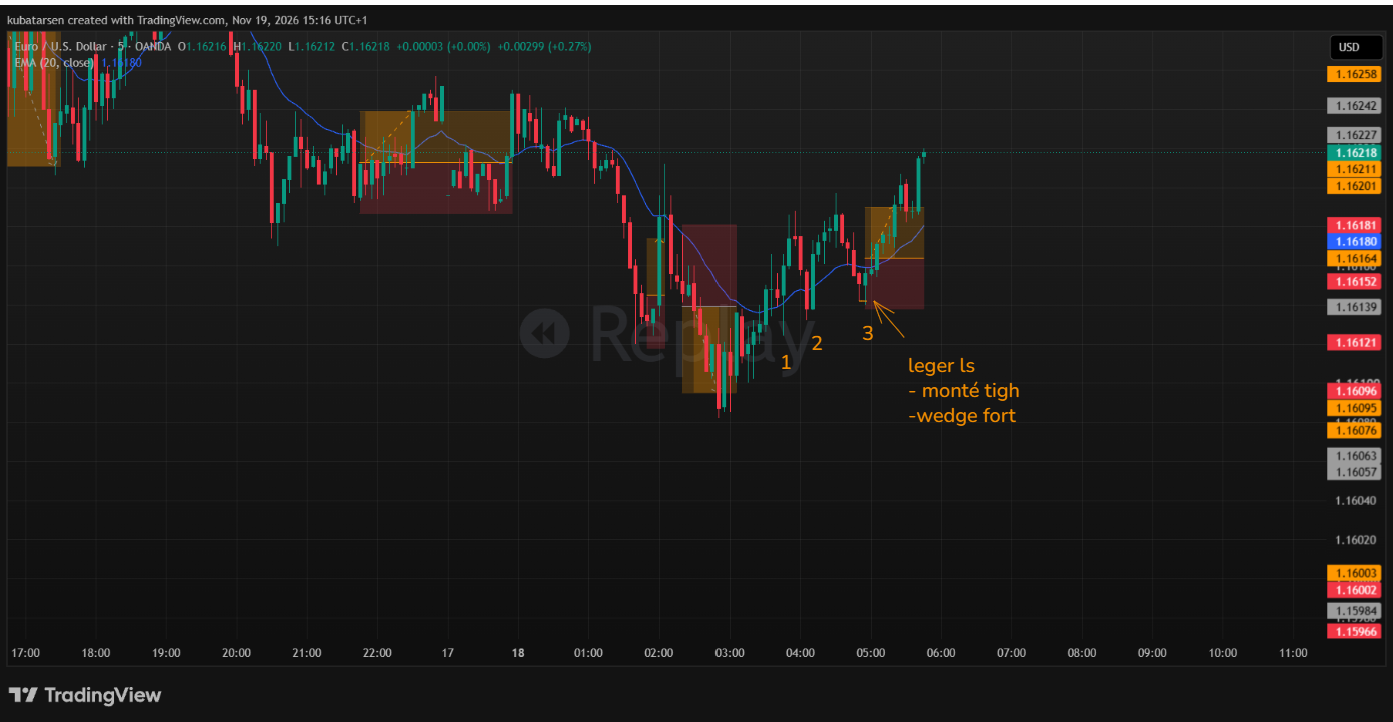 kubatarsen created with TradingView.com, Nov 19, 2026 15:16 UTC+1
Euro / U.S. Dollar · 5 · OANDA O1.16216 H1.16220 L1.16212 C1.16218 +0.00003 (+0.00%) +0.00299 (+0.27%)
EMA (20, close) 1.16180
USD
1.16258
1.16242
1.16227
1.16218
1.16211
1.16201
1.16181
1.16180
1.16164
1.16152
1.16139
1.16121
1.16096
1.16095
1.16076
1.16063
1.16057
1.16040
1.16020
1.16003
1.16002
1.15984
1.15966
Replay
1
2
3
leger ls
- monté tigh
-wedge fort
17:00 18:00 19:00 20:00 21:00 22:00 17 18 01:00 02:00 03:00 04:00 05:00 06:00 07:00 08:00 09:00 10:00 11:00
TradingView